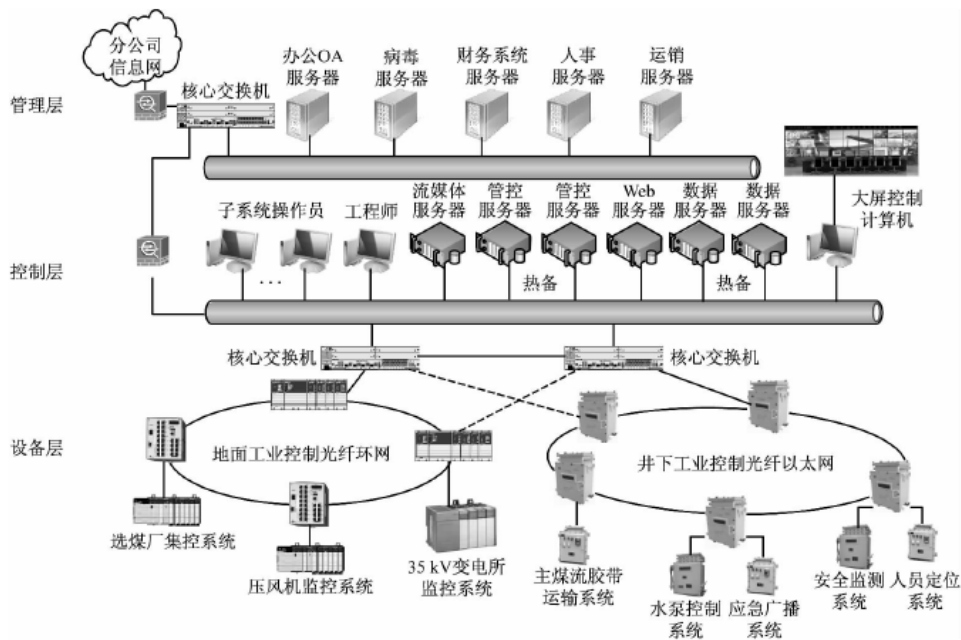 分公司
信息网
办公OA
服务器
病毒
服务器
财务系统
服务器
人事
服务器
运销
服务器
管理层
核心交换机
子系统操作员
工程师
流媒体
服务器
管控
服务器
管控
服务器
Web
服务器
数据
服务器
数据
服务器
大屏控制
计算机
控制层
...
热备
热备
核心交换机
核心交换机
设备层
地面工业控制光纤环网
井下工业控制光纤以太网
选煤厂集控系统
压风机监控系统
35 kV变电所
监控系统
主煤流胶带
运输系统
水泵控制
系统
应急广播
系统
安全监测
系统
人员定位
系统